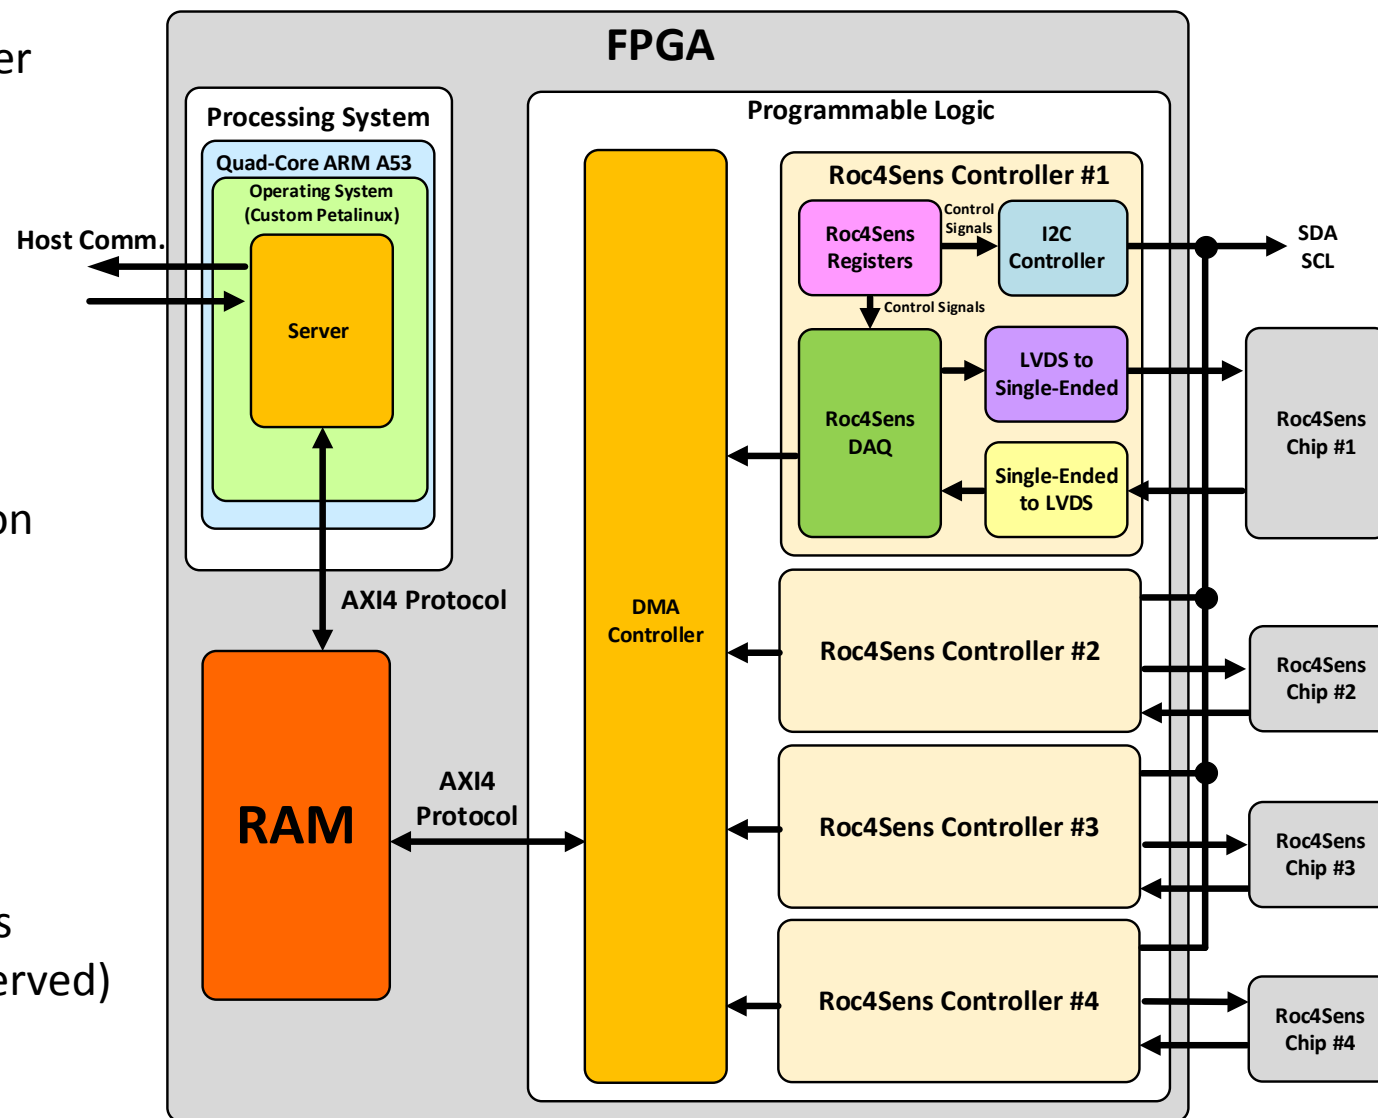 er
on
s
erved)
FPGA
Processing System
Quad-Core ARM A53
Operating System
(Custom Petalinux)
Host Comm.
Server
AXI4 Protocol
RAM
AXI4
Protocol
Programmable Logic
DMA
Controller
Roc4Sens Controller #1
Roc4Sens
Registers
Control
Signals
I2C
Controller
Control Signals
Roc4Sens
DAQ
LVDS to
Single-Ended
Single-Ended
to LVDS
Roc4Sens Controller #2
Roc4Sens Controller #3
Roc4Sens Controller #4
SDA
SCL
Roc4Sens
Chip #1
Roc4Sens
Chip #2
Roc4Sens
Chip #3
Roc4Sens
Chip #4